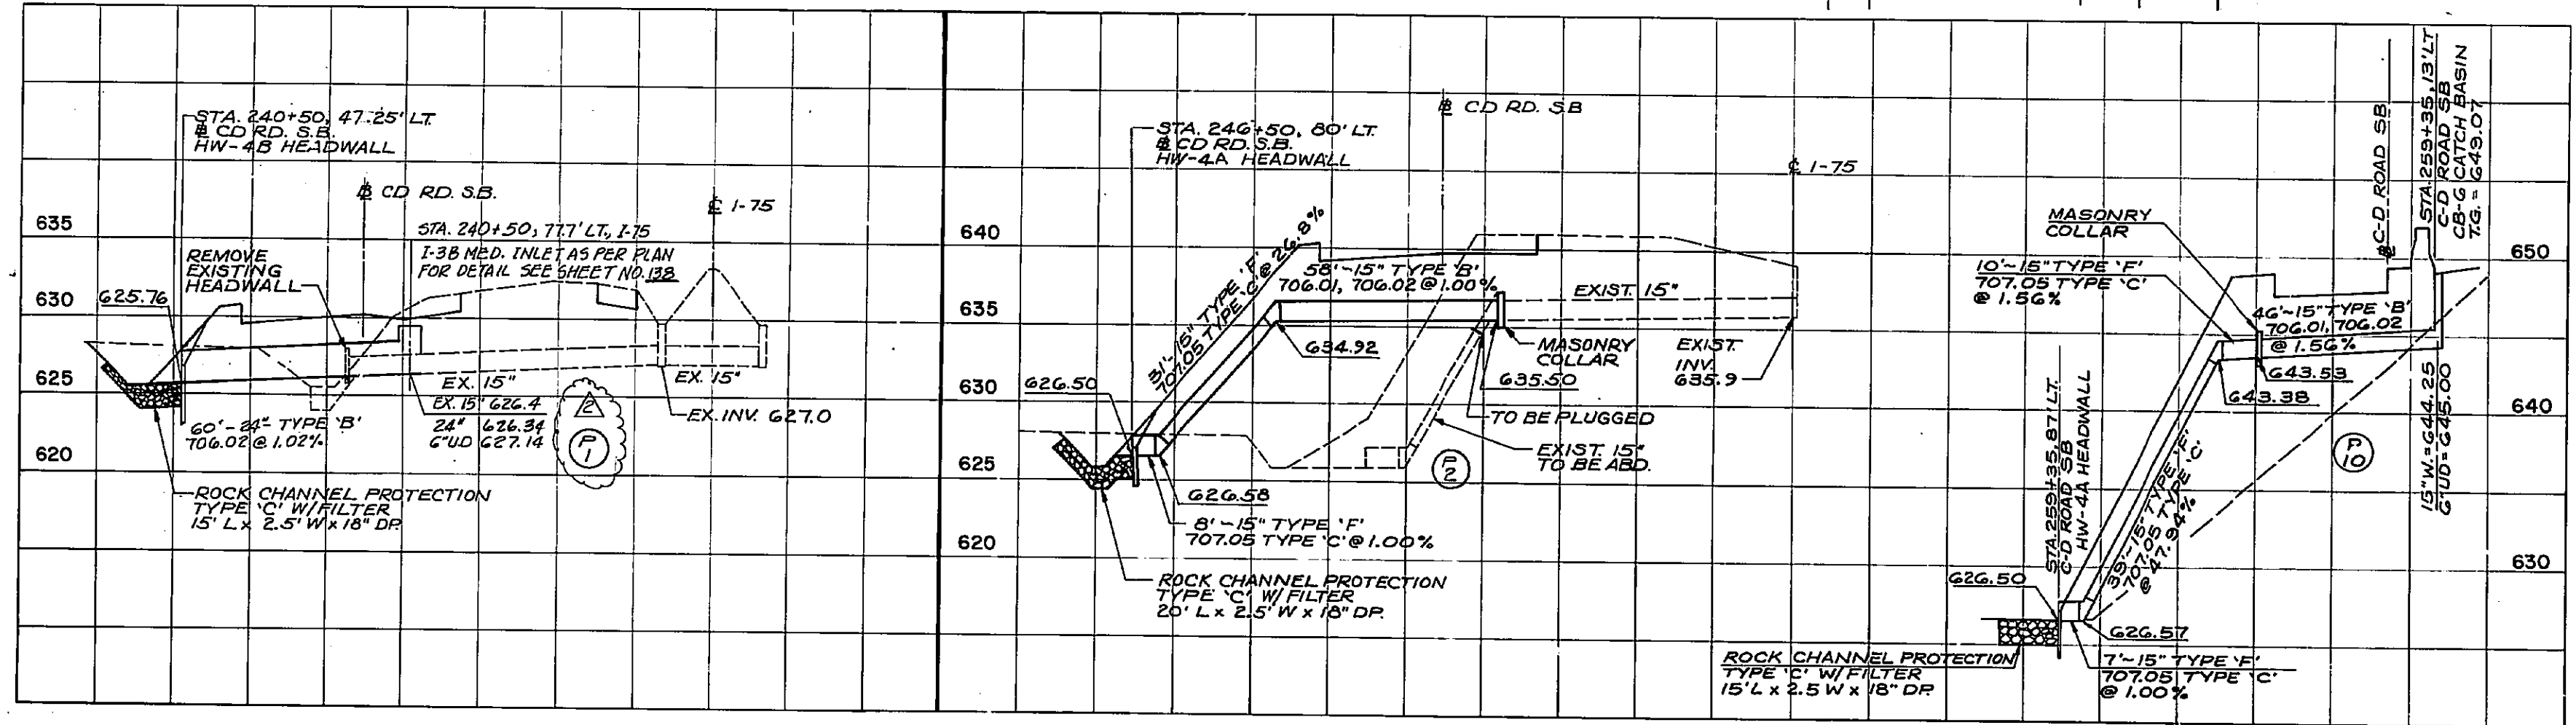 STA. 240+50, 47.25' LT.
℄ CD RD. S.B.
HW-4B HEADWALL
℄ CD RD. S.B.
℄ I-75
635
STA. 240+50, 77.7' LT., I-75
I-3B MED. INLET AS PER PLAN
FOR DETAIL SEE SHEET NO. 138
REMOVE
EXISTING
HEADWALL
630
625.76
625
EX. 15"
EX. 15" 626.4
24" 626.34
6"UD 627.14
EX. 15"
EX. INV. 627.0
2
P
1
60'-24" TYPE 'B'
706.02 @ 1.02%
620
ROCK CHANNEL PROTECTION
TYPE 'C' W/FILTER
15' L x 2.5' W x 18" DP.
STA. 246+50, 80' LT.
℄ CD RD. S.B.
HW-4A HEADWALL
℄ CD RD. SB
℄ I-75
640
31'~15" TYPE 'F'
707.05 TYPE 'C' @ 26.8%
58'~15" TYPE 'B'
706.01, 706.02 @ 1.00%
EXIST. 15"
635
634.92
MASONRY
COLLAR
EXIST.
INV.
635.9
635.50
630
626.50
TO BE PLUGGED
EXIST. 15"
TO BE ABD.
P
2
625
626.58
8'~15" TYPE 'F'
707.05 TYPE 'C' @ 1.00%
620
ROCK CHANNEL PROTECTION
TYPE 'C' W/FILTER
20' L x 2.5' W x 18" DP.
℄ C-D ROAD SB
STA. 259+35, 13' LT
C-D ROAD SB
CB-6 CATCH BASIN
T.G. = 649.07
MASONRY
COLLAR
650
10'~15" TYPE 'F'
707.05 TYPE 'C'
@ 1.56%
46'~15" TYPE 'B'
706.01, 706.02
@ 1.56%
643.53
643.38
640
P
10
15"W.=644.25
6"UD=645.00
STA. 259+35, 87' LT.
C-D ROAD SB
HW-4A HEADWALL
39'~15" TYPE 'F'
707.05 TYPE 'C'
@ 47.94%
630
626.50
626.57
ROCK CHANNEL PROTECTION
TYPE 'C' W/FILTER
15' L x 2.5 W x 18" DP.
7'~15" TYPE 'F'
707.05 TYPE 'C'
@ 1.00%